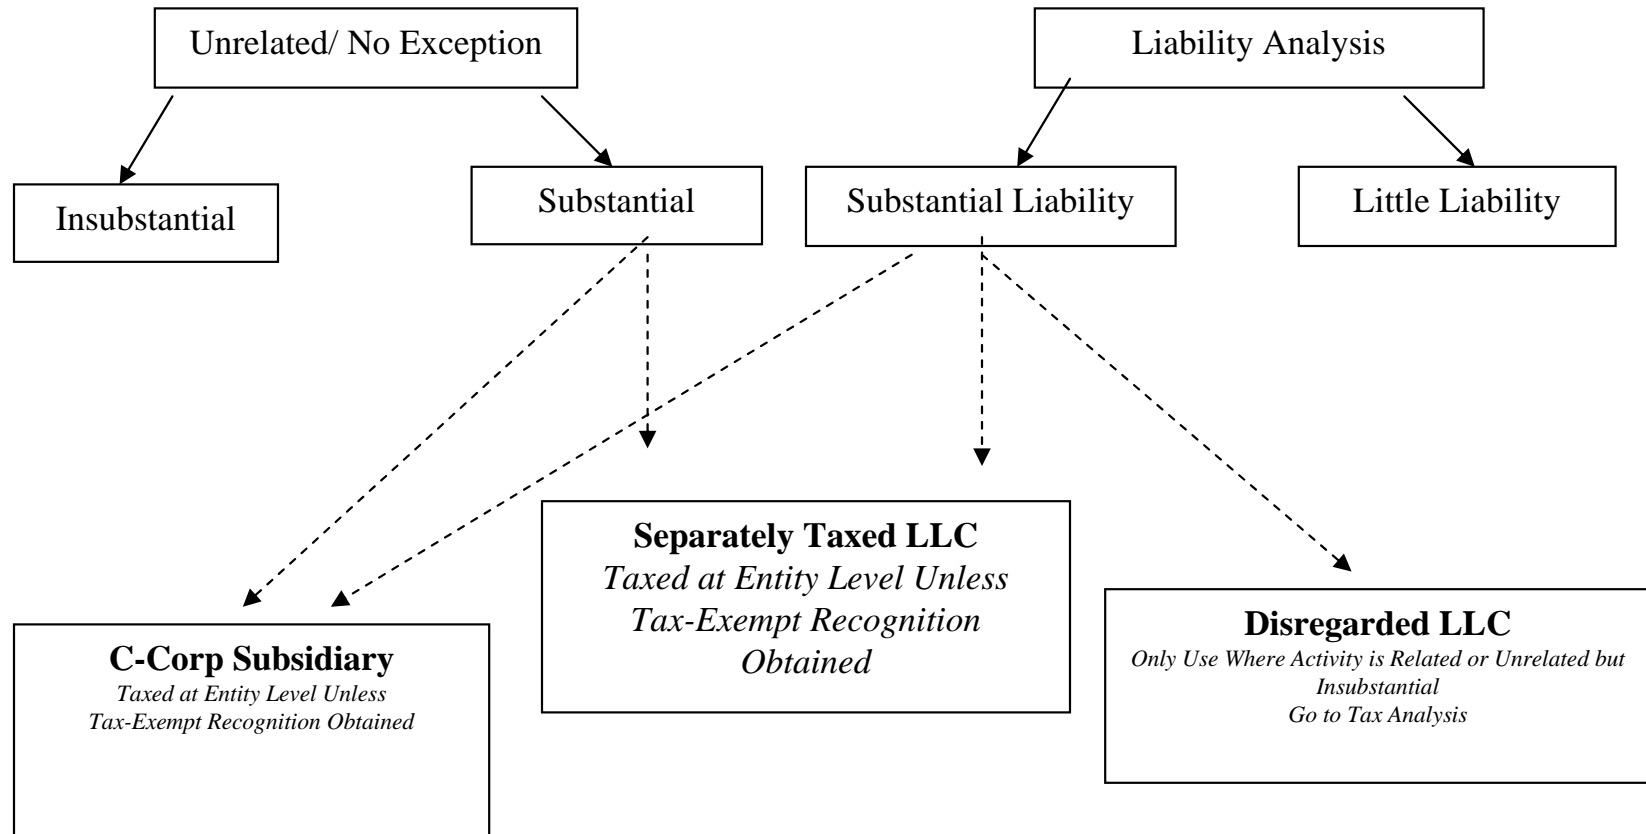 Unrelated/ No Exception
Liability Analysis
Insubstantial
Substantial
Substantial Liability
Little Liability
Separately Taxed LLC
Taxed at Entity Level Unless
Tax-Exempt Recognition
Obtained
C-Corp Subsidiary
Taxed at Entity Level Unless
Tax-Exempt Recognition Obtained
Disregarded LLC
Only Use Where Activity is Related or Unrelated but
Insubstantial
Go to Tax Analysis